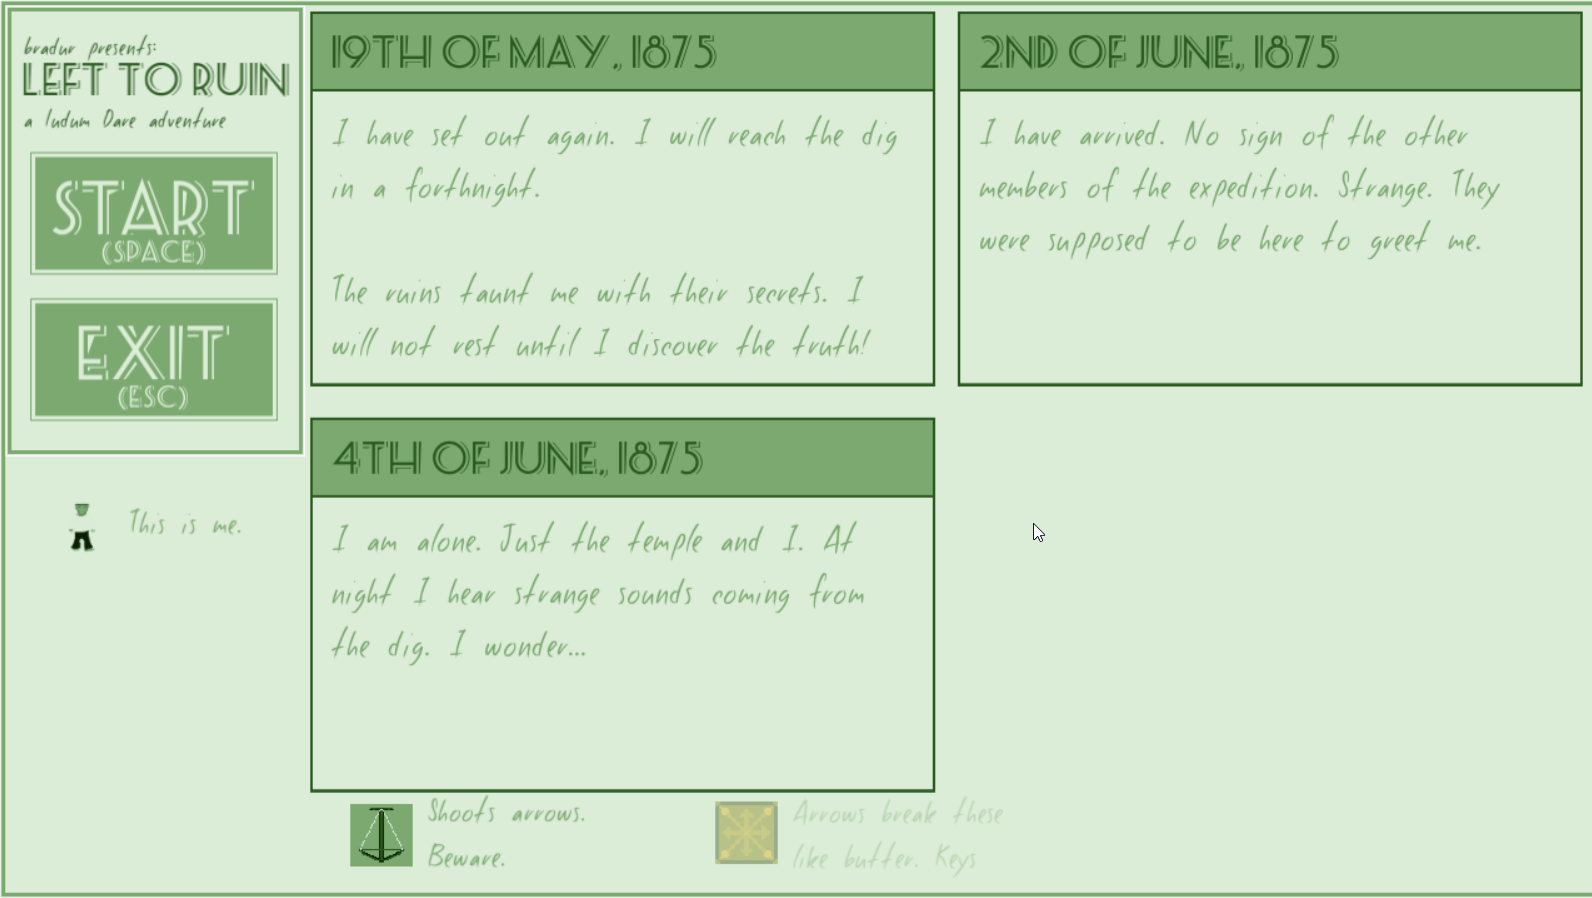 bradur presents:
LEFT TO RUIN
a ludum Dare adventure
START
(SPACE)
EXIT
(ESC)
This is me.
19TH OF MAY, 1875
I have set out again. I will reach the dig
in a forthnight.
The ruins taunt me with their secrets. I
will not rest until I discover the truth!
2ND OF JUNE, 1875
I have arrived. No sign of the other
members of the expedition. Strange. They
were supposed to be here to greet me.
4TH OF JUNE, 1875
I am alone. Just the temple and I. At
night I hear strange sounds coming from
the dig. I wonder...
Shoots arrows.
Beware.
Arrows break these
like butter. Keys